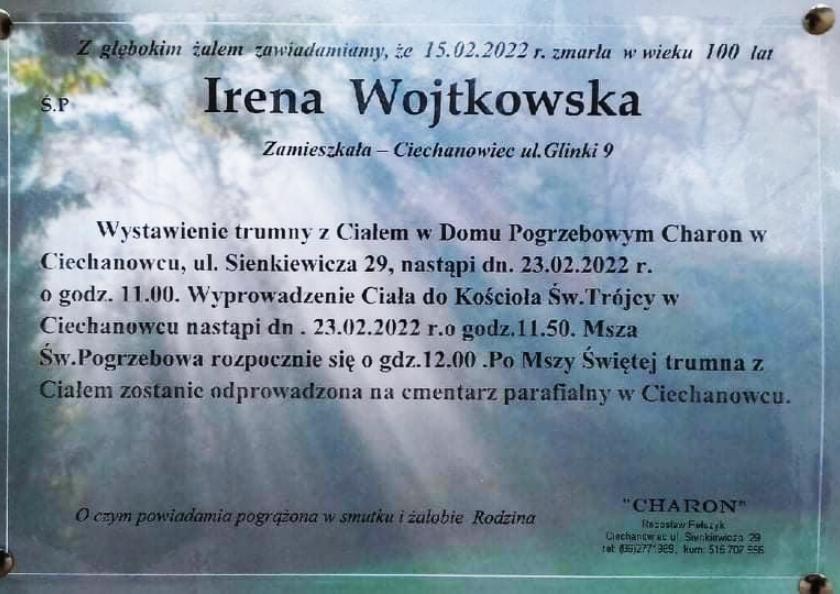 Z głębokim żalem zawiadamiamy, że 15.02.2022 r. zmarła w wieku 100 lat
Ś.P Irena Wojtkowska
Zamieszkała – Ciechanowiec ul.Glinki 9
Wystawienie trumny z Ciałem w Domu Pogrzebowym Charon w
Ciechanowcu, ul. Sienkiewicza 29, nastąpi dn. 23.02.2022 r.
o godz. 11.00. Wyprowadzenie Ciała do Kościoła Św.Trójcy w
Ciechanowcu nastąpi dn . 23.02.2022 r.o godz.11.50. Msza
Św.Pogrzebowa rozpocznie się o gdz.12.00 .Po Mszy Świętej trumna z
Ciałem zostanie odprowadzona na cmentarz parafialny w Ciechanowcu.
O czym powiadamia pogrążona w smutku i żałobie Rodzina
"CHARON"
Ciechanowiec ul. Sienkiewicza 29